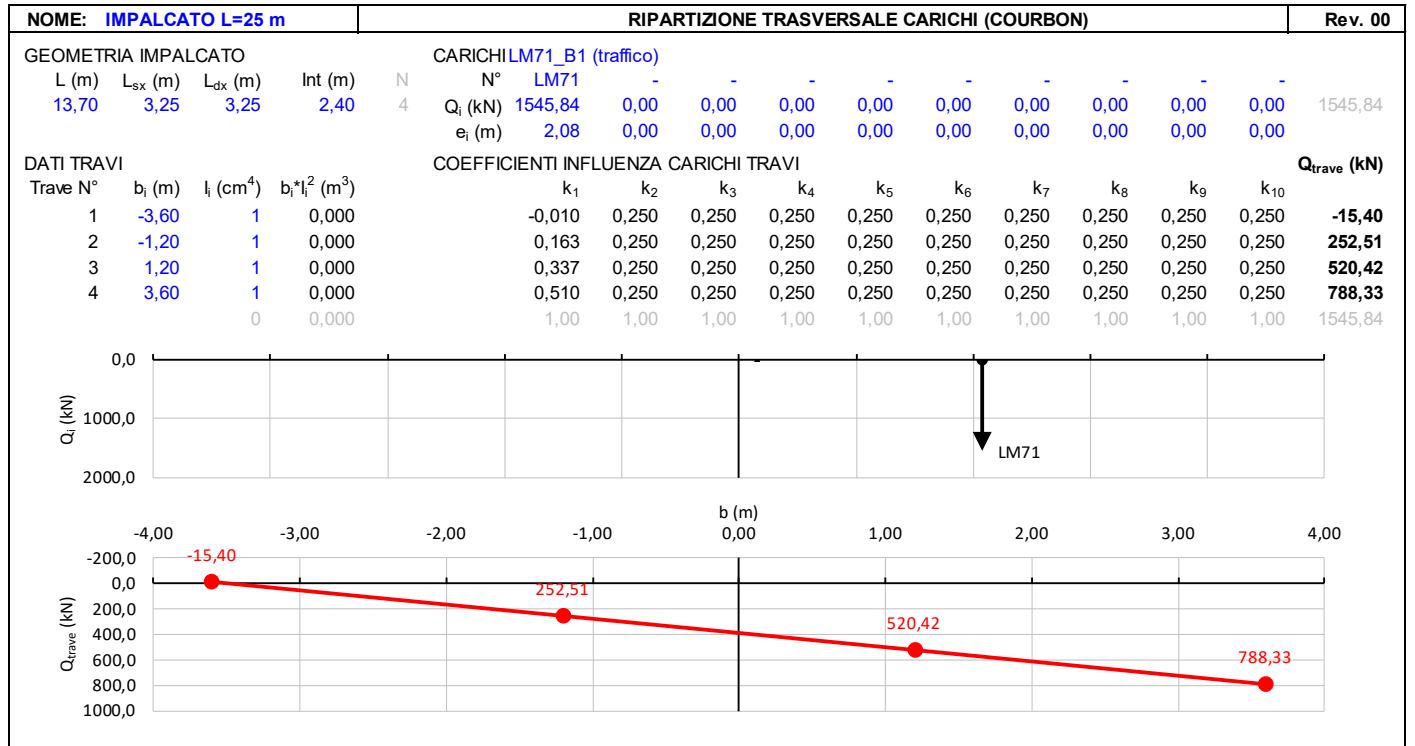 NOME: IMPALCATO L=25 m RIPARTIZIONE TRASVERSALE CARICHI (COURBON) Rev. 00
GEOMETRIA IMPALCATO CARICHI LM71_B1 (traffico)
L (m) Lsx (m) Ldx (m) Int (m) N N° LM71 - - - - - - - - -
13,70 3,25 3,25 2,40 4 Qi (kN) 1545,84 0,00 0,00 0,00 0,00 0,00 0,00 0,00 0,00 0,00 1545,84
ei (m) 2,08 0,00 0,00 0,00 0,00 0,00 0,00 0,00 0,00 0,00
DATI TRAVI COEFFICIENTI INFLUENZA CARICHI TRAVI Qtrave (kN)
Trave N° bi (m) Ii (cm4) bi*Ii2 (m3) k1 k2 k3 k4 k5 k6 k7 k8 k9 k10
1 -3,60 1 0,000 -0,010 0,250 0,250 0,250 0,250 0,250 0,250 0,250 0,250 0,250 -15,40
2 -1,20 1 0,000 0,163 0,250 0,250 0,250 0,250 0,250 0,250 0,250 0,250 0,250 252,51
3 1,20 1 0,000 0,337 0,250 0,250 0,250 0,250 0,250 0,250 0,250 0,250 0,250 520,42
4 3,60 1 0,000 0,510 0,250 0,250 0,250 0,250 0,250 0,250 0,250 0,250 0,250 788,33
0 0,000 1,00 1,00 1,00 1,00 1,00 1,00 1,00 1,00 1,00 1,00 1545,84
0,0
1000,0
2000,0
Qi (kN)
LM71
b (m)
-4,00 -3,00 -2,00 -1,00 0,00 1,00 2,00 3,00 4,00
-200,0
0,0
200,0
400,0
600,0
800,0
1000,0
Qtrave (kN)
-15,40
252,51
520,42
788,33